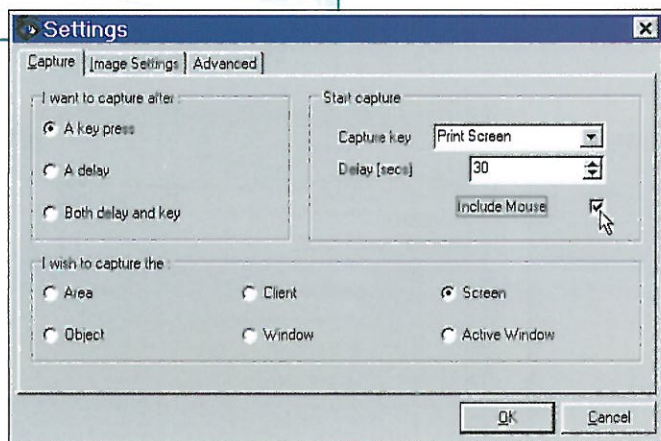 Settings
Capture
Image Settings
Advanced
I want to capture after :
A key press
A delay
Both delay and key
Start capture
Capture key
Print Screen
Delay [secs]
30
Include Mouse
I wish to capture the :
Area
Client
Screen
Object
Window
Active Window
OK
Cancel